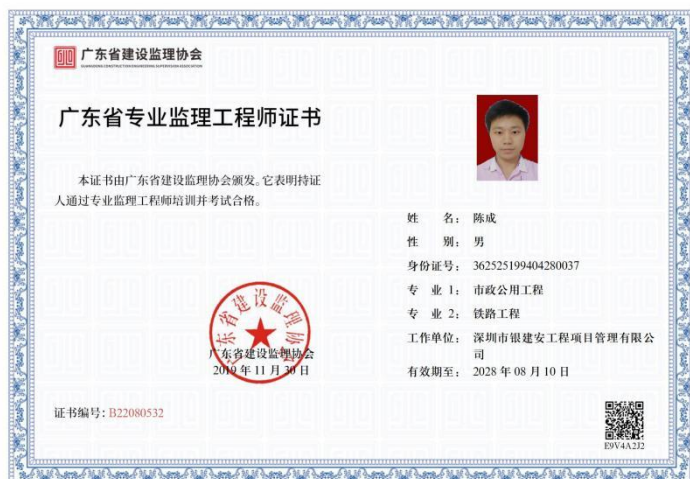 广东省建设监理协会
GUANGDONG CONSTRUCTION ENGINEERING SUPERVISION ASSOCIATION
广东省专业监理工程师证书
本证书由广东省建设监理协会颁发。它表明持证
人通过专业监理工程师培训并考试合格。
姓 名： 陈成
性 别： 男
身份证号： 362525199404280037
专 业 1： 市政公用工程
专 业 2： 铁路工程
工作单位： 深圳市银建安工程项目管理有限公
司
有效期至： 2028 年 08 月 10 日
广东省建设监理协会
广东省建设监理协会
2019 年 11 月 30 日
证书编号：B22080532
E9V4A2J2